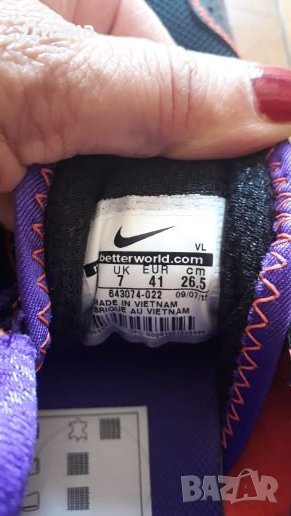 VL
betterworld.com
UK EUR cm
7 41 26.5
643074-022 09/07/15
MADE IN VIETNAM
FABRIQUE AU VIETNAM
BAZAR